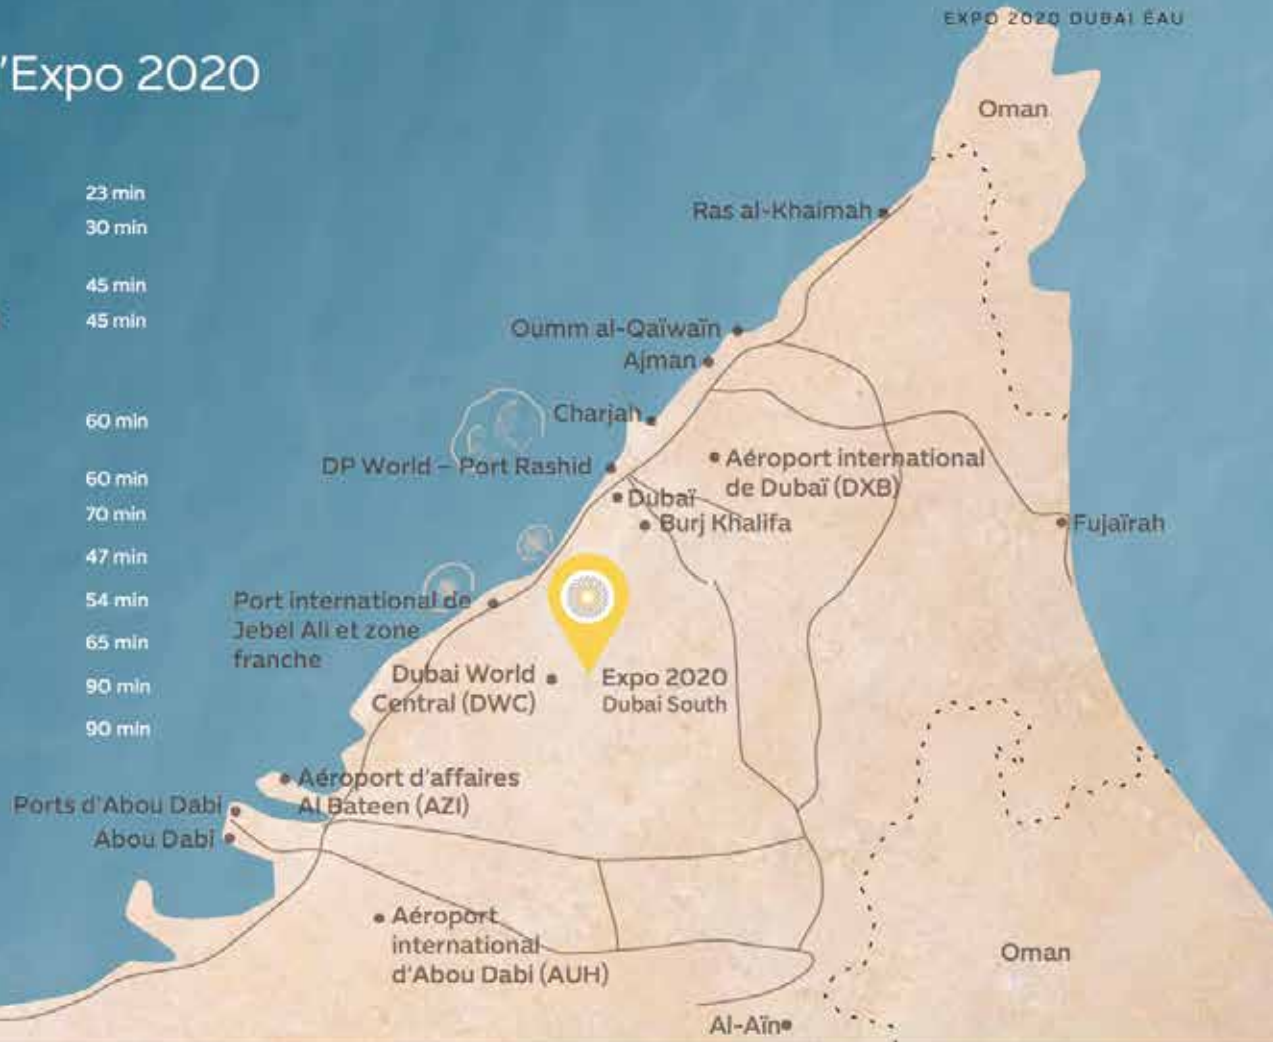 EXPO 2020 DUBAI EAU
'Expo 2020
23 min
30 min
45 min
45 min
60 min
60 min
70 min
47 min
54 min
65 min
90 min
90 min
Oman
Ras al-Khaimah
Oumm al-Qaïwaïn
Ajman
Charjah
DP World – Port Rashid
Aéroport international
de Dubaï (DXB)
Dubaï
Burj Khalifa
Fujaïrah
Port international de
Jebel Ali et zone
franche
Dubai World
Central (DWC)
Expo 2020
Dubai South
Aéroport d'affaires
Al Bateen (AZI)
Ports d'Abou Dabi
Abou Dabi
Aéroport
international
d'Abou Dabi (AUH)
Oman
Al-Aïn